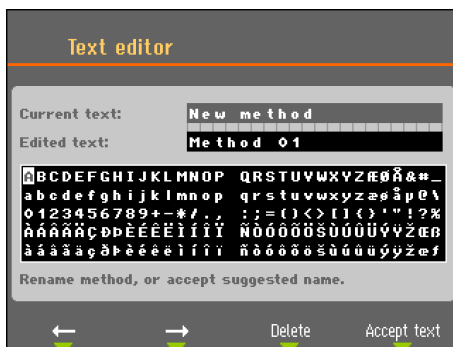 Text editor
Current text: New method
Edited text: Method 01
ABCDEFGHIJKLMNOP QRSTUVWXYZÆØÅ&#_
abcdefghijklmnop qrstuvwxyzæøåµ@\
0123456789+-*/., :;=()<>[]{}'"!?%
Rename method, or accept suggested name.
← → Delete Accept text